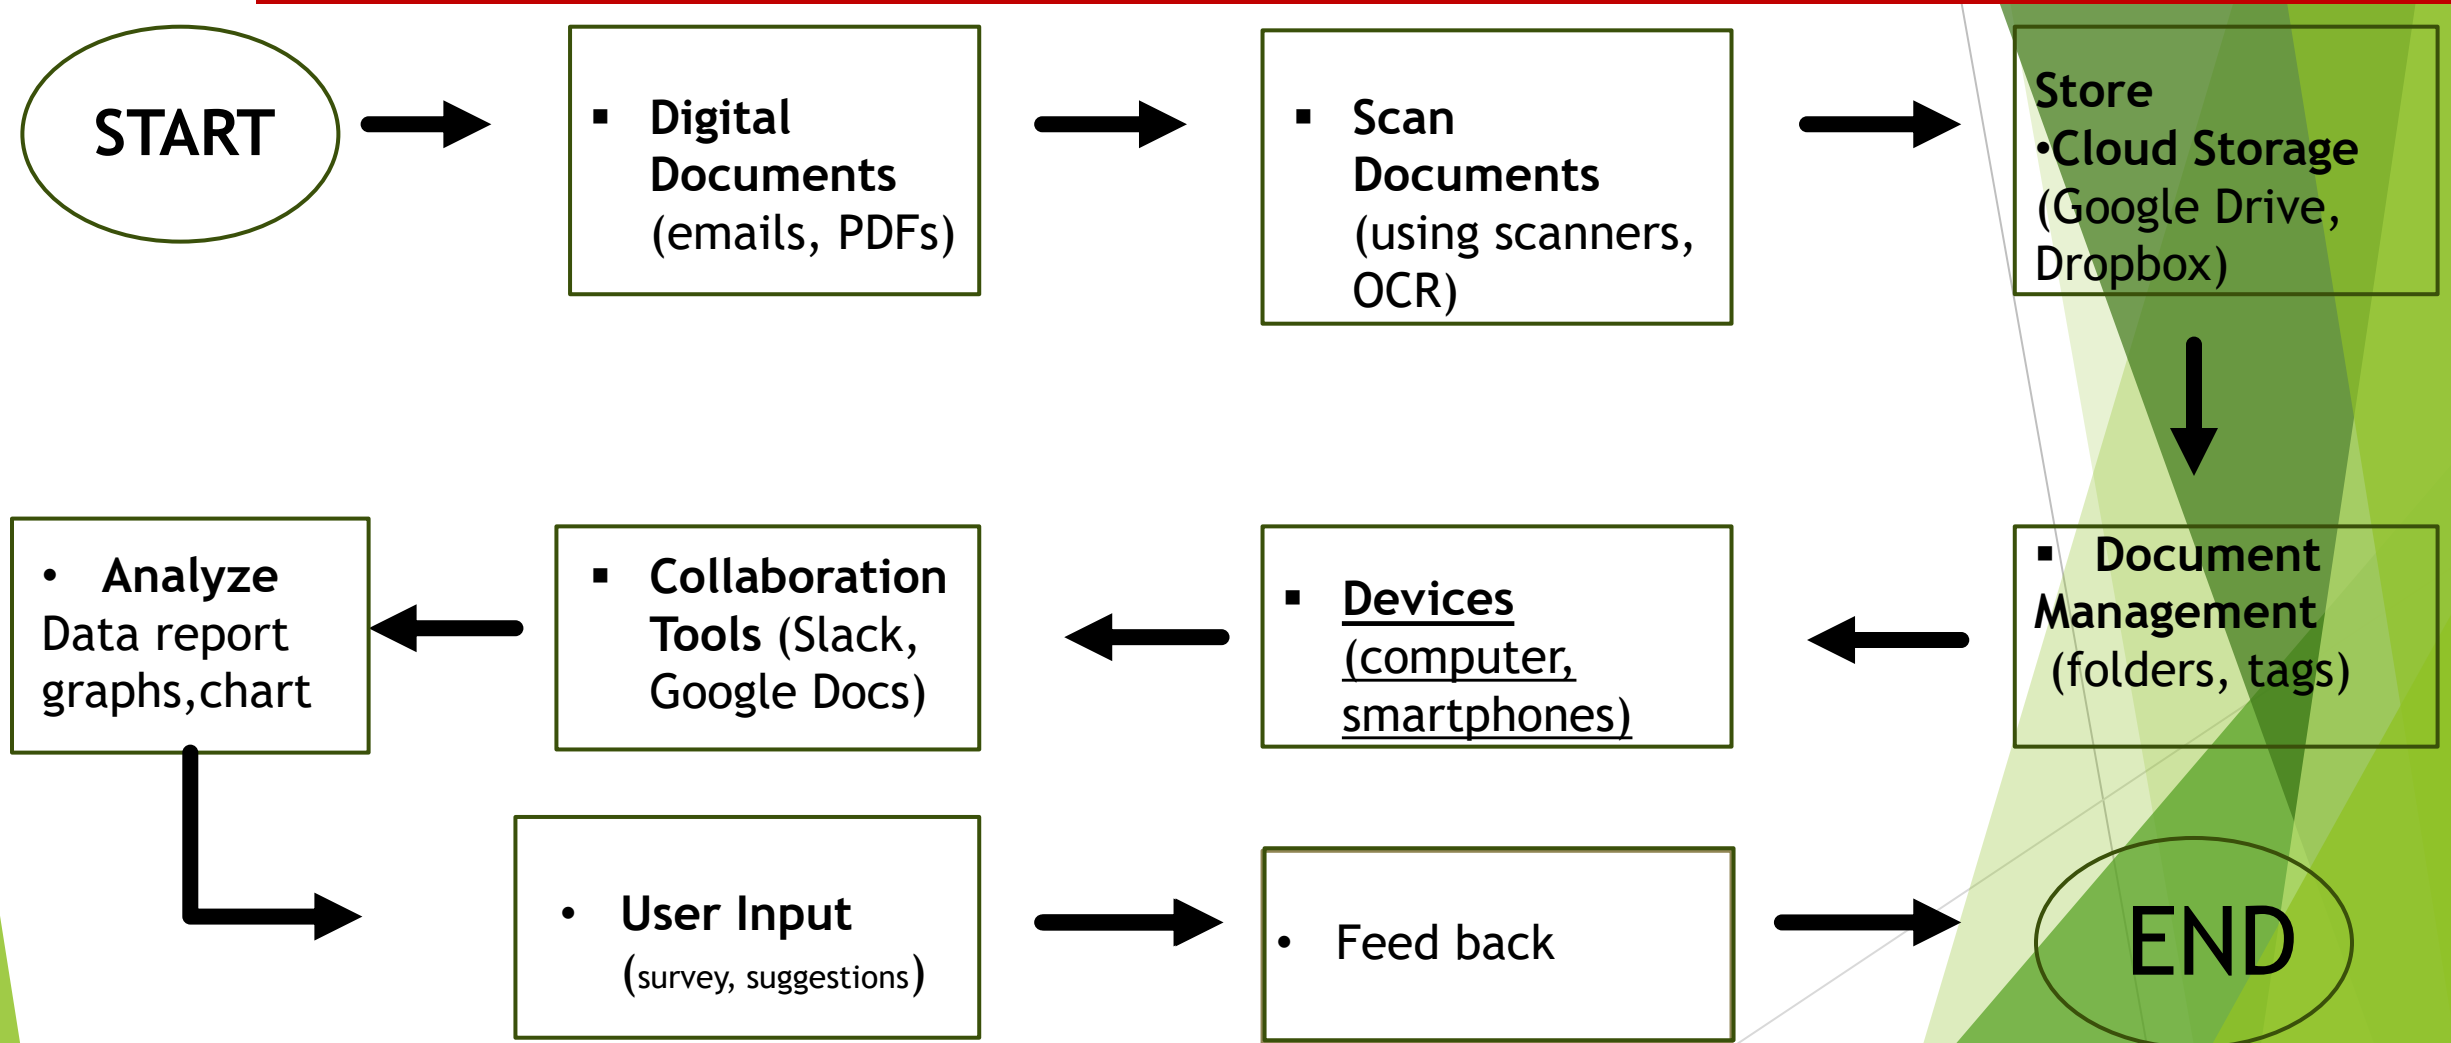 START
▪ Digital
Documents
(emails, PDFs)
▪ Scan
Documents
(using scanners,
OCR)
Store
•Cloud Storage
(Google Drive,
Dropbox)
▪ Document
Management
(folders, tags)
▪ Devices
(computer,
smartphones)
▪ Collaboration
Tools (Slack,
Google Docs)
• Analyze
Data report
graphs,chart
• User Input
(survey, suggestions)
• Feed back
END